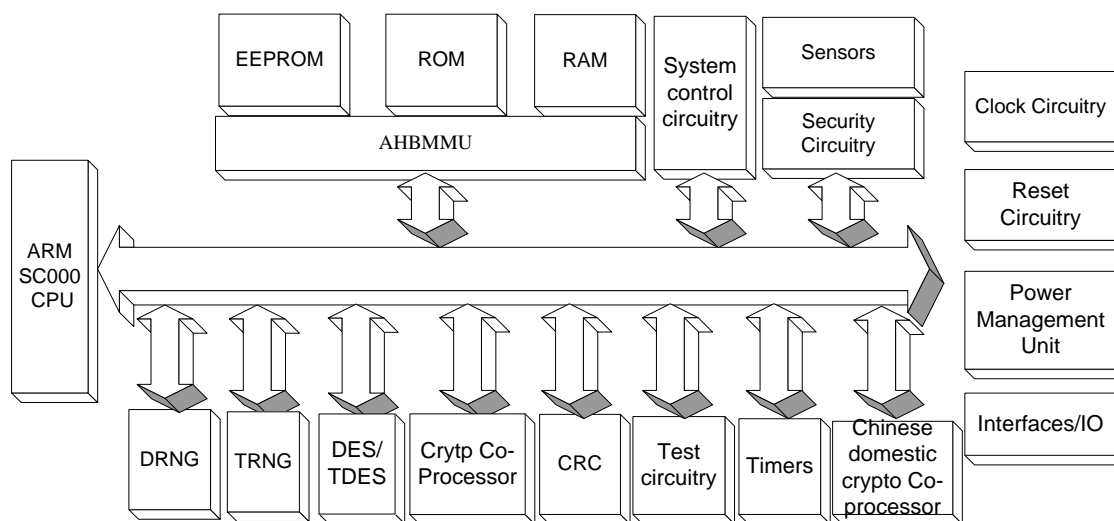 EEPROM
ROM
RAM
System
control
circuitry
Sensors
Security
Circuitry
AHBMMU
Clock Circuitry
Reset
Circuitry
Power
Management
Unit
Interfaces/IO
ARM
SC000
CPU
DRNG
TRNG
DES/
TDES
Crytp Co-
Processor
CRC
Test
circuitry
Timers
Chinese
domestic
crypto Co-
processor